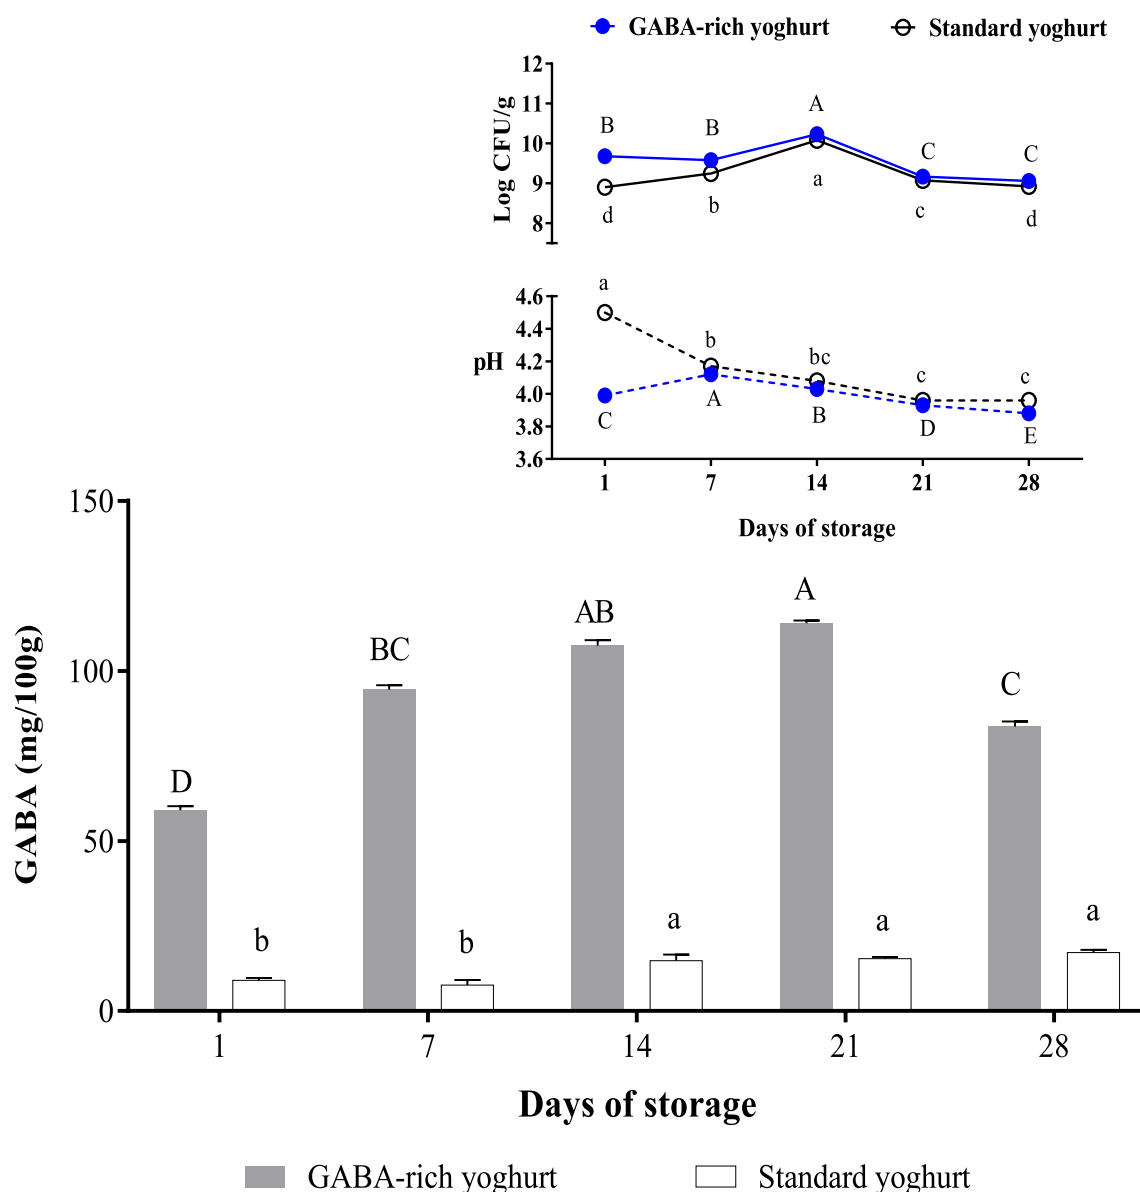 GABA-rich yoghurt Standard yoghurt
12
11
10
9
8
Log CFU/g
B B A C C
d b a c d
4.6
4.4
4.2
4.0
3.8
3.6
pH
a b bc c c
C A B D E
1 7 14 21 28
Days of storage
150
100
50
0
GABA (mg/100g)
D BC AB A C
b b a a a
1 7 14 21 28
Days of storage
GABA-rich yoghurt Standard yoghurt